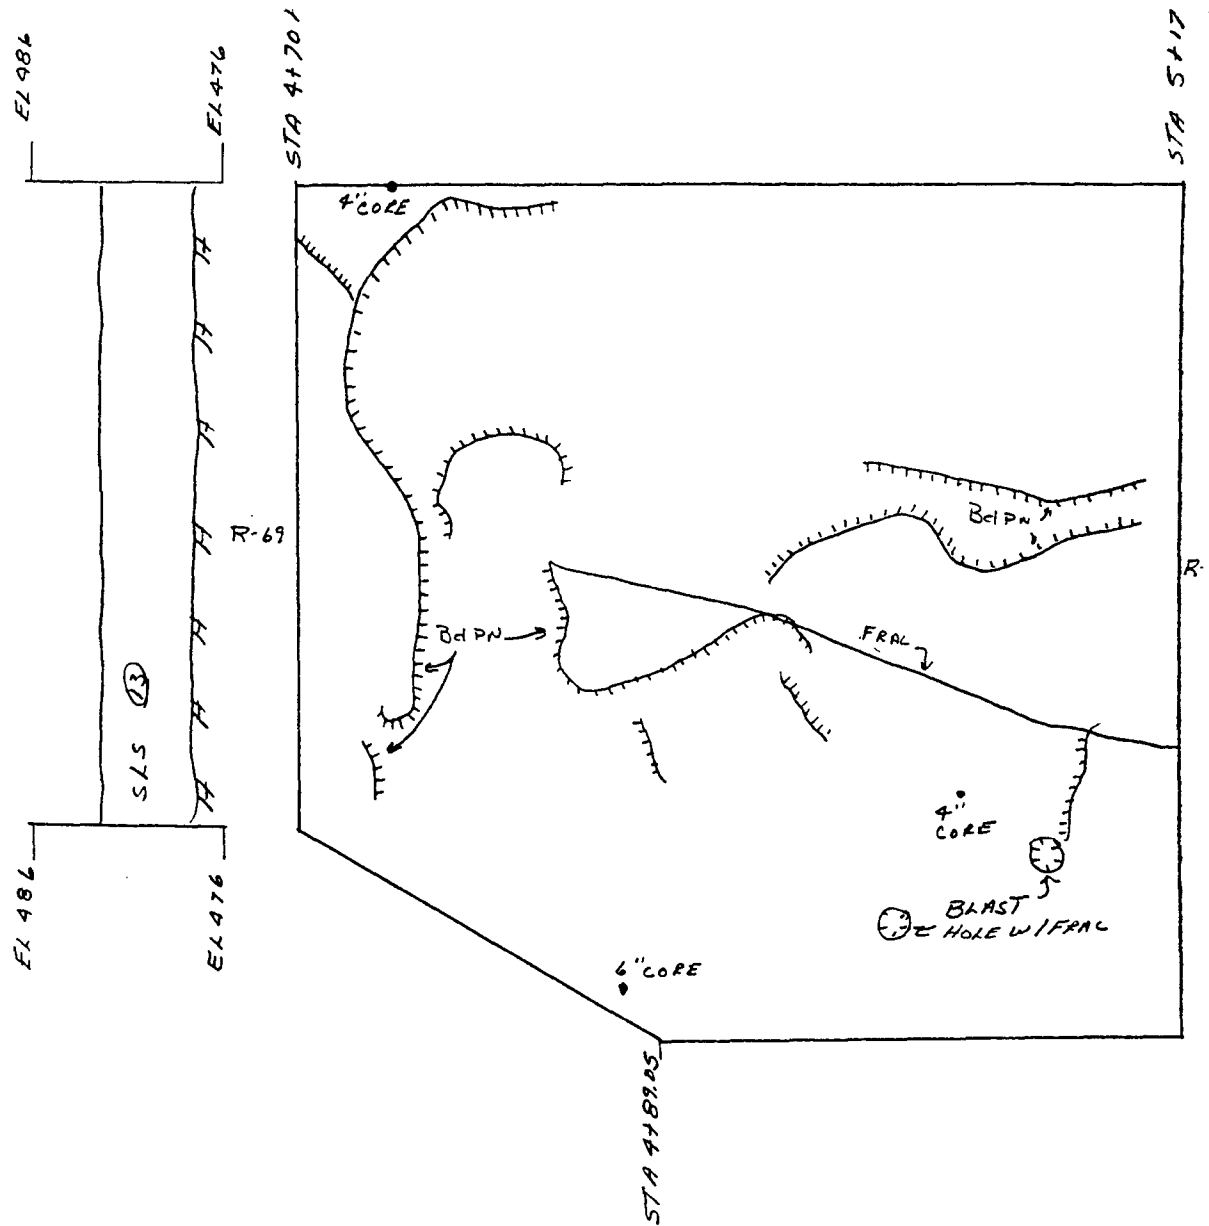 EL 486
EL 476
STA 4+70
STA 5+17
4" CORE
R-69
Bd PN
R-
Bd PN
FRAC
SLS 13
4"
CORE
BLAST
HOLE W/FRAC
6" CORE
EL 486
EL 476
STA 4+89.05